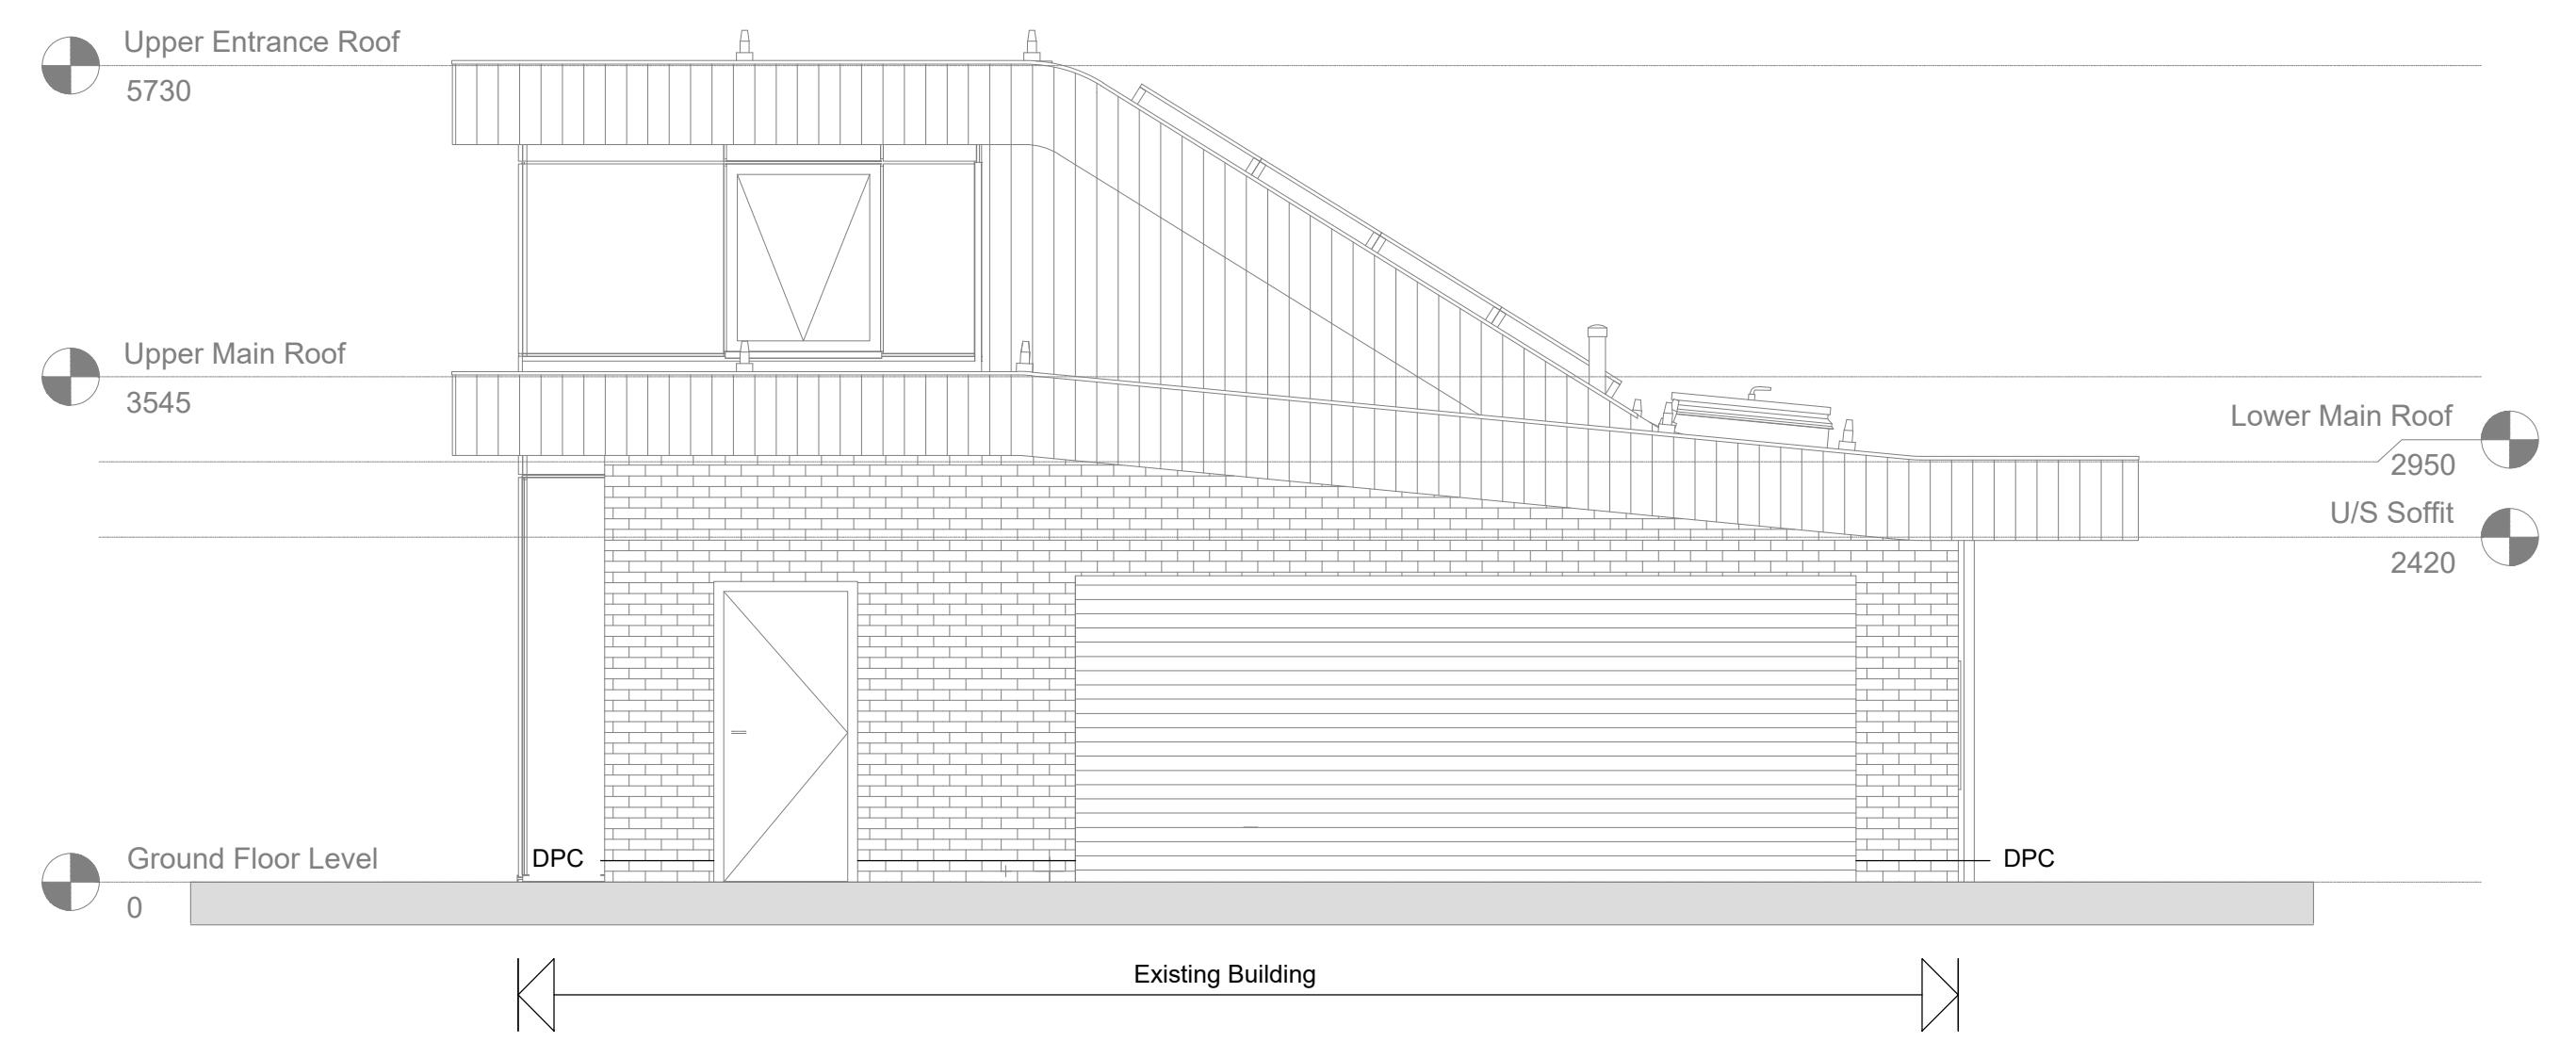 Upper Entrance Roof
5730
Upper Main Roof
3545
Lower Main Roof
2950
U/S Soffit
2420
Ground Floor Level
0
DPC
DPC
Existing Building